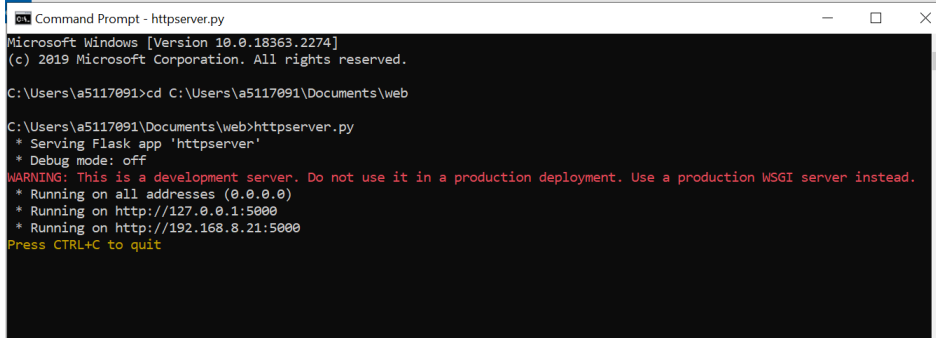 Command Prompt - httpserver.py
Microsoft Windows [Version 10.0.18363.2274]
(c) 2019 Microsoft Corporation. All rights reserved.
C:\Users\a5117091>cd C:\Users\a5117091\Documents\web
C:\Users\a5117091\Documents\web>httpserver.py
* Serving Flask app 'httpserver'
* Debug mode: off
WARNING: This is a development server. Do not use it in a production deployment. Use a production WSGI server instead.
* Running on all addresses (0.0.0.0)
* Running on http://127.0.0.1:5000
* Running on http://192.168.8.21:5000
Press CTRL+C to quit